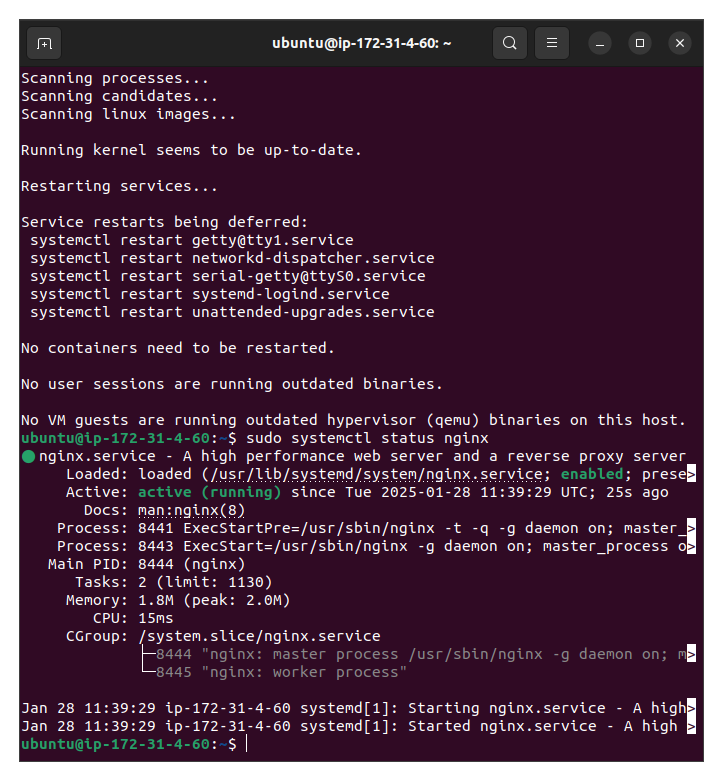 ubuntu@ip-172-31-4-60: ~
Scanning processes...
Scanning candidates...
Scanning linux images...
Running kernel seems to be up-to-date.
Restarting services...
Service restarts being deferred:
 systemctl restart getty@tty1.service
 systemctl restart networkd-dispatcher.service
 systemctl restart serial-getty@ttyS0.service
 systemctl restart systemd-logind.service
 systemctl restart unattended-upgrades.service
No containers need to be restarted.
No user sessions are running outdated binaries.
No VM guests are running outdated hypervisor (qemu) binaries on this host.
ubuntu@ip-172-31-4-60:~$ sudo systemctl status nginx
● nginx.service - A high performance web server and a reverse proxy server
     Loaded: loaded (/usr/lib/systemd/system/nginx.service; enabled; prese>
     Active: active (running) since Tue 2025-01-28 11:39:29 UTC; 25s ago
       Docs: man:nginx(8)
    Process: 8441 ExecStartPre=/usr/sbin/nginx -t -q -g daemon on; master_>
    Process: 8443 ExecStart=/usr/sbin/nginx -g daemon on; master_process o>
   Main PID: 8444 (nginx)
      Tasks: 2 (limit: 1130)
     Memory: 1.8M (peak: 2.0M)
        CPU: 15ms
     CGroup: /system.slice/nginx.service
             ├─8444 "nginx: master process /usr/sbin/nginx -g daemon on; m>
             └─8445 "nginx: worker process"
Jan 28 11:39:29 ip-172-31-4-60 systemd[1]: Starting nginx.service - A high>
Jan 28 11:39:29 ip-172-31-4-60 systemd[1]: Started nginx.service - A high >
ubuntu@ip-172-31-4-60:~$